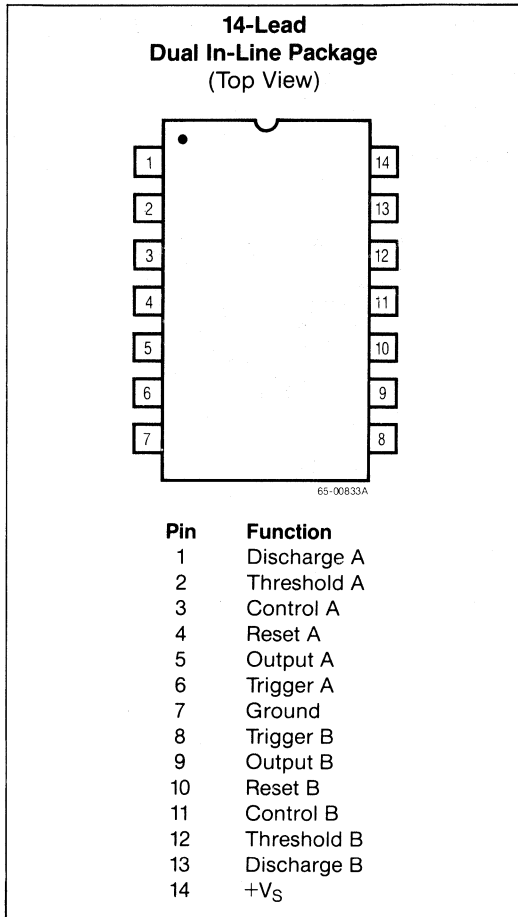 14-Lead
Dual In-Line Package
(Top View)
1 14
2 13
3 12
4 11
5 10
6 9
7 8
65-00833A
Pin Function
1 Discharge A
2 Threshold A
3 Control A
4 Reset A
5 Output A
6 Trigger A
7 Ground
8 Trigger B
9 Output B
10 Reset B
11 Control B
12 Threshold B
13 Discharge B
14 +VS